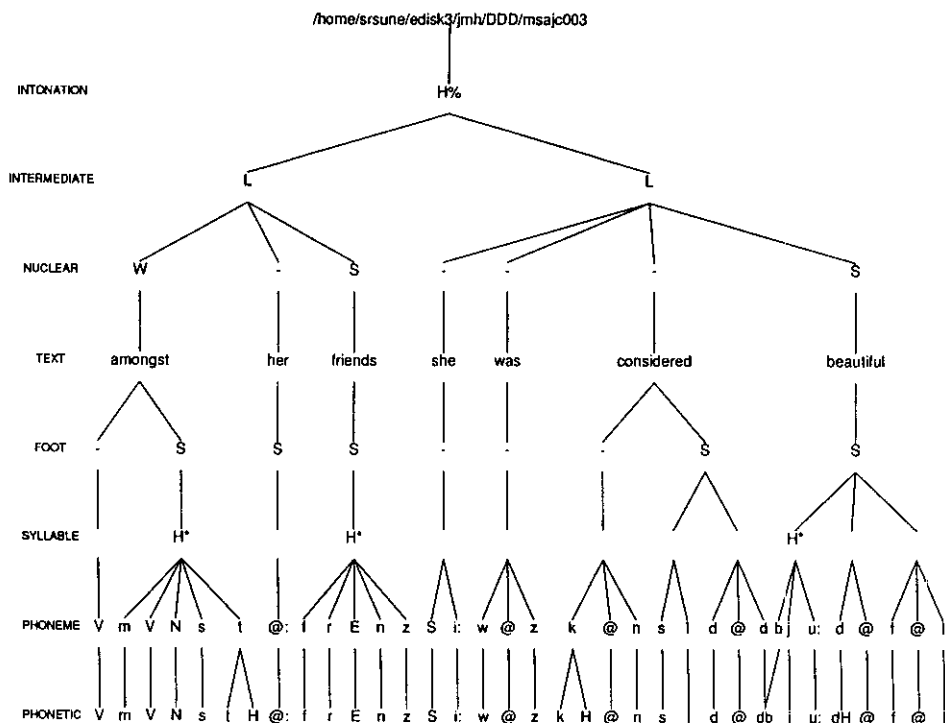 /home/srsune/edisk3/jmh/DDD/msajc003
INTONATION H%
INTERMEDIATE L L
NUCLEAR W - S - - - S
TEXT amongst her friends she was considered beautiful
FOOT - S S S - - - S S
SYLLABLE H* H* H*
PHONEME V m V N s t @: f r E n z S i: w @ z k @ n s I d @ d b j u: d @ f @ l
PHONETIC V m V N s t H @: f r E n z S i: w @ z k H @ n s I d @ db j u: dH @ f @ l